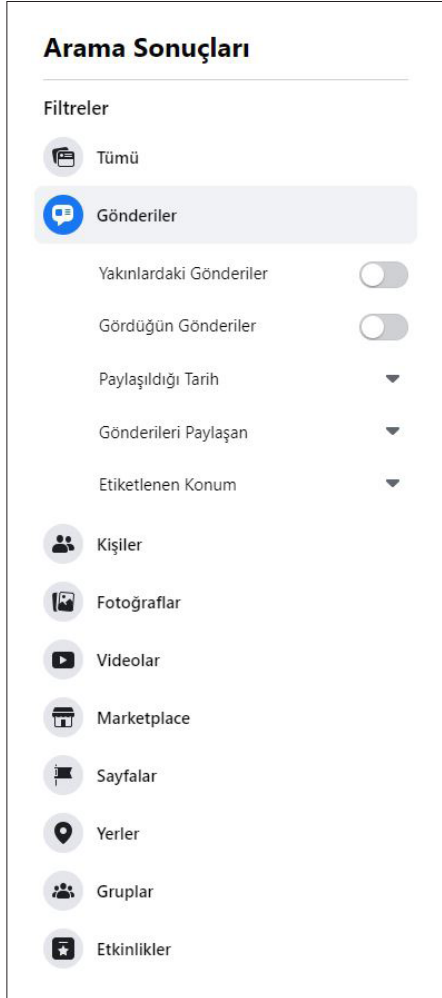 Arama Sonuçları
Filtreler
Tümü
Gönderiler
Yakınlardaki Gönderiler
Gördüğün Gönderiler
Paylaşıldığı Tarih
Gönderileri Paylaşan
Etiketlenen Konum
Kişiler
Fotoğraflar
Videolar
Marketplace
Sayfalar
Yerler
Gruplar
Etkinlikler